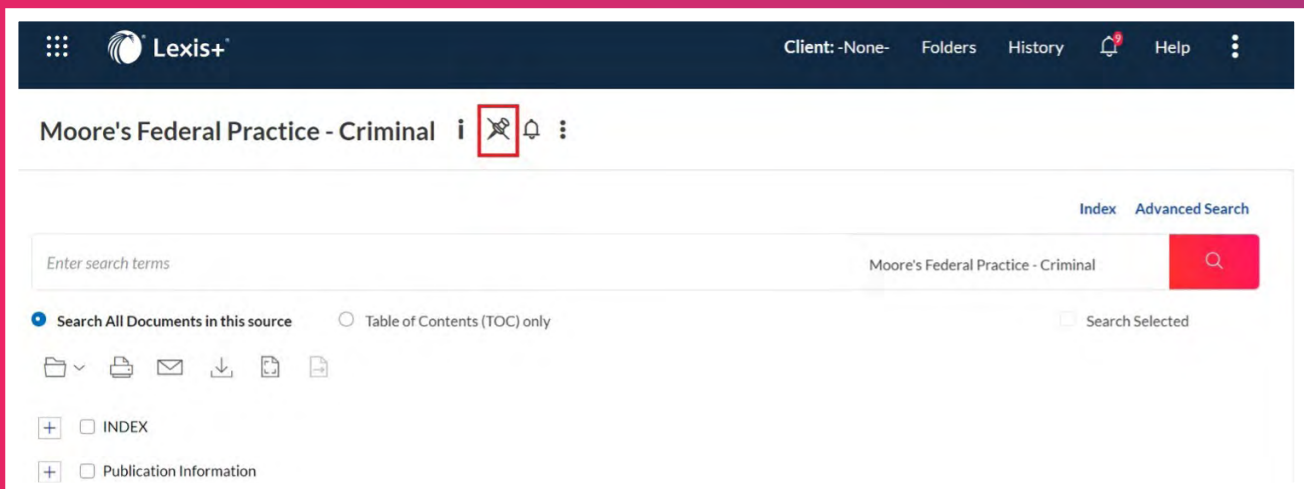 Lexis+ Client: -None- Folders History 9 Help
Moore's Federal Practice - Criminal i
Index Advanced Search
Enter search terms Moore's Federal Practice - Criminal
Search All Documents in this source Table of Contents (TOC) only Search Selected
INDEX
Publication Information